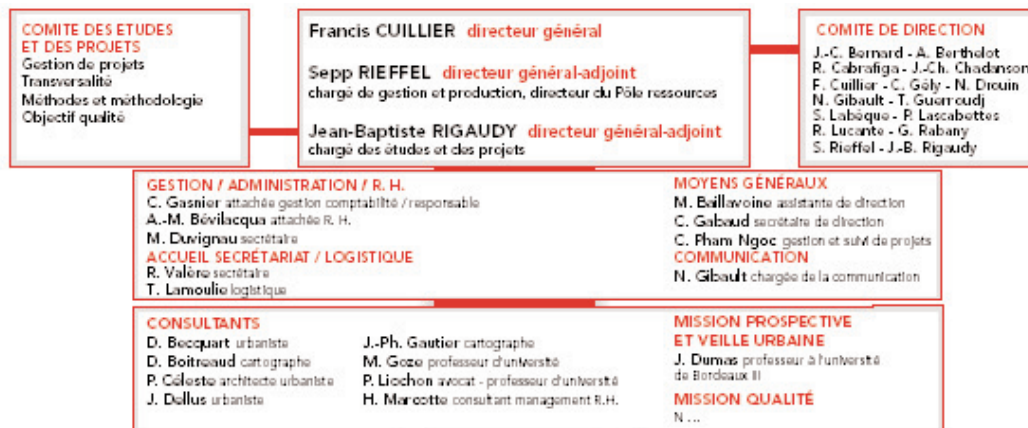 COMITE DES ETUDES
ET DES PROJETS
Gestion de projets
Transversalité
Méthodes et méthodologie
Objectif qualité
Francis CUILLIER directeur général
Sepp RIEFFEL directeur général-adjoint
chargé de gestion et production, directeur du Pôle ressources
Jean-Baptiste RIGAUDY directeur général-adjoint
chargé des études et des projets
COMITE DE DIRECTION
J.-C. Bernard - A. Berthelot
R. Cabrafiga - J.-Ch. Chadanson
F. Cuillier - C. Gély - N. Drouin
N. Gibault - T. Guerroudj
S. Labèque - P. Lascabettes
R. Lucante - G. Rabany
S. Rieffel - J.-B. Rigaudy
GESTION / ADMINISTRATION / R. H.
C. Gasnier attachée gestion comptabilité / responsable
A.-M. Bévilacqua attachée R. H.
M. Duvignau secrétaire
ACCUEIL SECRÉTARIAT / LOGISTIQUE
R. Valère secrétaire
T. Lamoulie logistique
MOYENS GÉNÉRAUX
M. Baillavoine assistante de direction
C. Gabaud secrétaire de direction
C. Pham Ngoc gestion et suivi de projets
COMMUNICATION
N. Gibault chargée de la communication
CONSULTANTS
D. Becquart urbaniste
D. Boitreaud cartographe
P. Céleste architecte urbaniste
J. Dellus urbaniste
J.-Ph. Gautier cartographe
M. Goze professeur d'université
P. Liochon avocat - professeur d'université
H. Marcotte consultant management R.H.
MISSION PROSPECTIVE
ET VEILLE URBAINE
J. Dumas professeur à l'université
de Bordeaux III
MISSION QUALITÉ
N ...